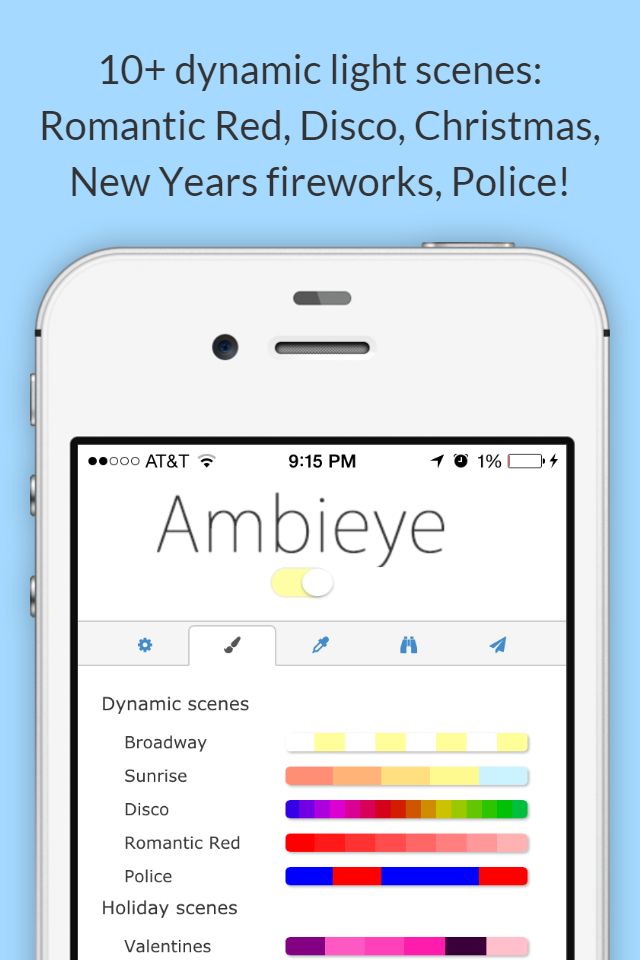 10+ dynamic light scenes:
Romantic Red, Disco, Christmas,
New Years fireworks, Police!
AT&T 9:15 PM 1%
Ambieye
Dynamic scenes
Broadway
Sunrise
Disco
Romantic Red
Police
Holiday scenes
Valentines